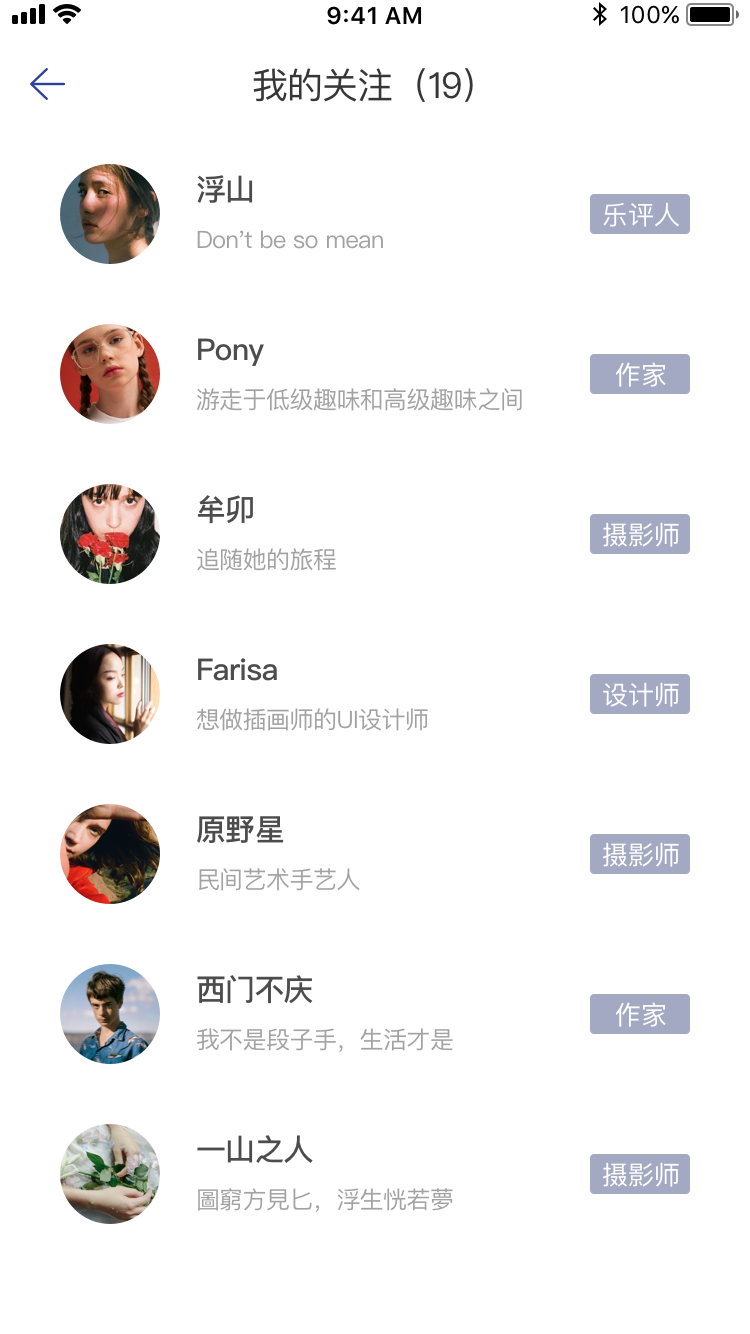 9:41 AM 100%
我的关注（19）
浮山
Don't be so mean
乐评人
Pony
游走于低级趣味和高级趣味之间
作家
牟卯
追随她的旅程
摄影师
Farisa
想做插画师的UI设计师
设计师
原野星
民间艺术手艺人
摄影师
西门不庆
我不是段子手，生活才是
作家
一山之人
圖窮方見匕，浮生恍若夢
摄影师